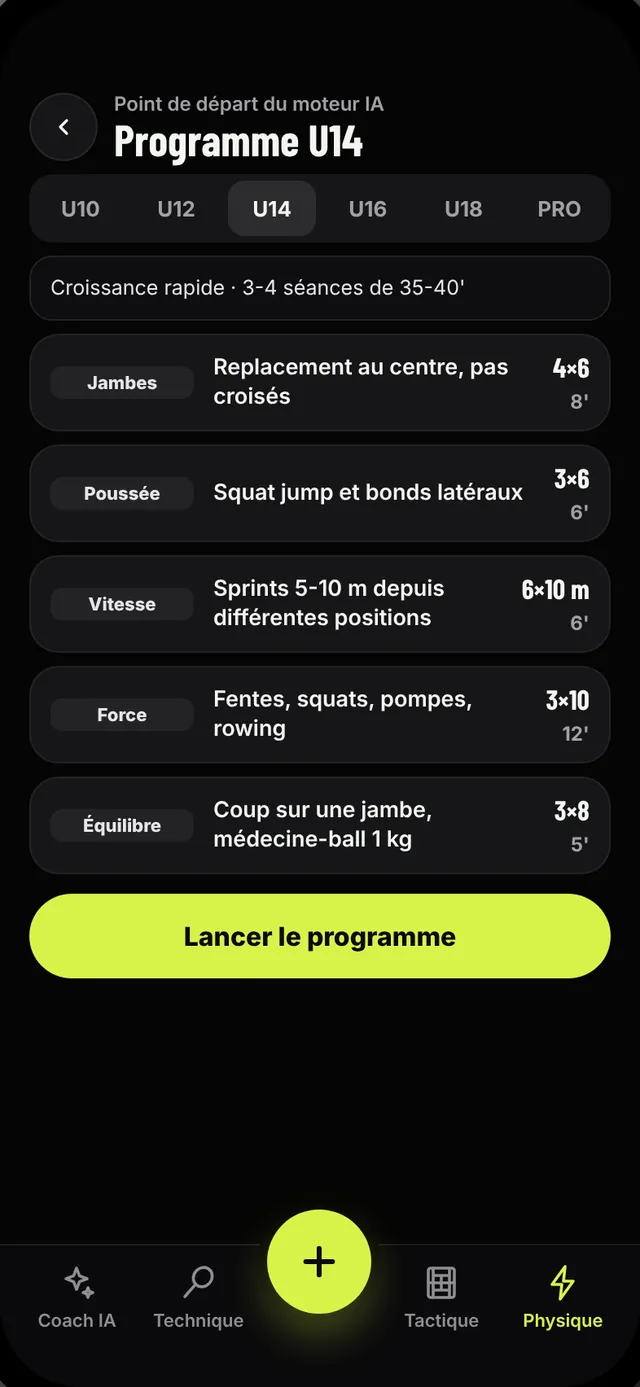 Point de départ du moteur IA
Programme U14
U10 U12 U14 U16 U18 PRO
Croissance rapide · 3-4 séances de 35-40'
Jambes
Replacement au centre, pas
croisés
4×6
8'
Poussée
Squat jump et bonds latéraux
3×6
6'
Vitesse
Sprints 5-10 m depuis
différentes positions
6×10 m
6'
Force
Fentes, squats, pompes,
rowing
3×10
12'
Équilibre
Coup sur une jambe,
médecine-ball 1 kg
3×8
5'
Lancer le programme
Coach IA Technique Tactique Physique